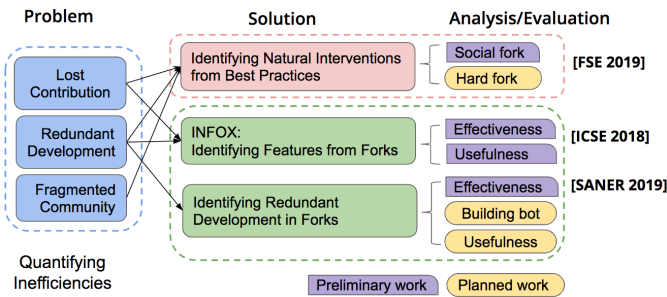 Problem
Solution
Analysis/Evaluation
Lost
Contribution
Redundant
Development
Fragmented
Community
Quantifying
Inefficiencies
Identifying Natural Interventions
from Best Practices
Social fork
Hard fork
[FSE 2019]
INFOX:
Identifying Features from Forks
Effectiveness
Usefulness
[ICSE 2018]
Identifying Redundant
Development in Forks
Effectiveness
Building bot
Usefulness
[SANER 2019]
Preliminary work
Planned work